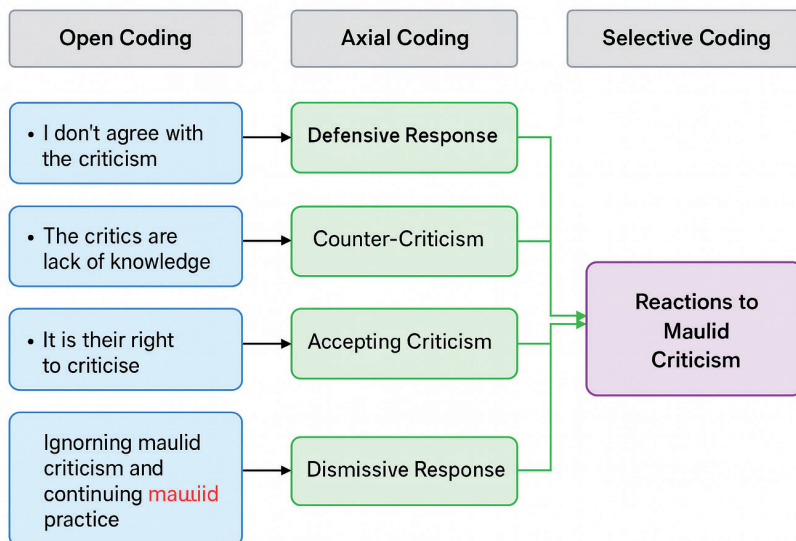 Open Coding
Axial Coding
Selective Coding
• I don't agree with
the criticism
Defensive Response
• The critics are
lack of knowledge
Counter-Criticism
• It is their right
to criticise
Accepting Criticism
Ignorning maulid
criticism and
continuing
practice
Dismissive Response
Reactions to
Maulid
Criticism